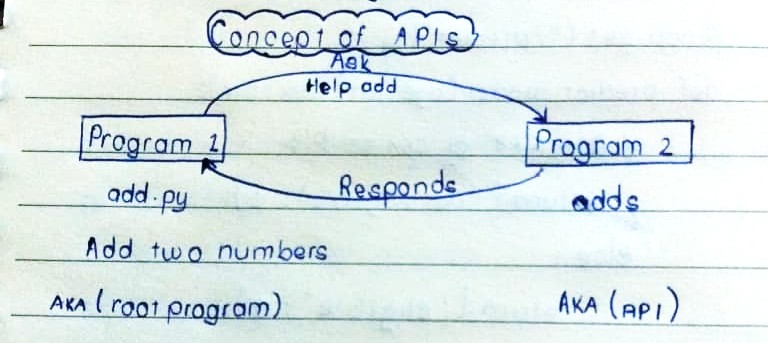 Concept of APIs
Ask
Help add
Program 1
Program 2
Responds
add.py
adds
Add two numbers
AKA (root program)
AKA (API)